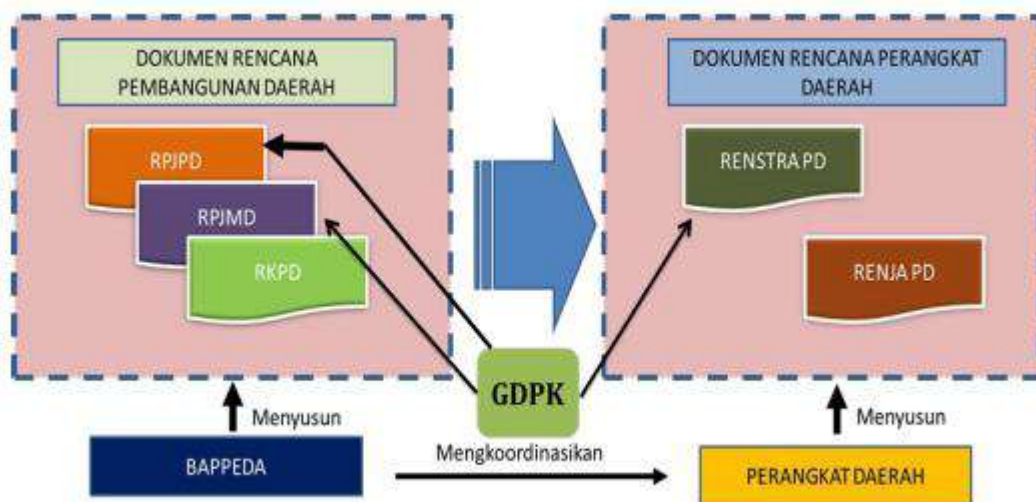 DOKUMEN RENCANA
PEMBANGUNAN DAERAH
RPJPD
RPJMD
RKPD
DOKUMEN RENCANA PERANGKAT
DAERAH
RENSTRA PD
RENJA PD
GDPK
Menyusun
Menyusun
BAPPEDA
Mengkoordinasikan
PERANGKAT DAERAH